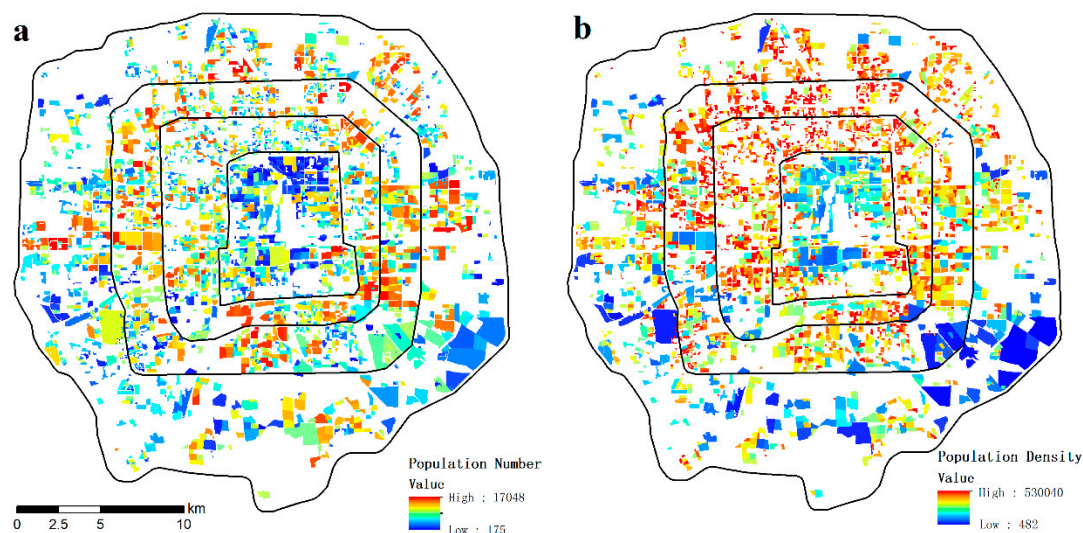 a
b
Population Number
Value
High : 17048
Low : 175
km
0 2.5 5 10
Population Density
Value
High : 530040
Low : 482